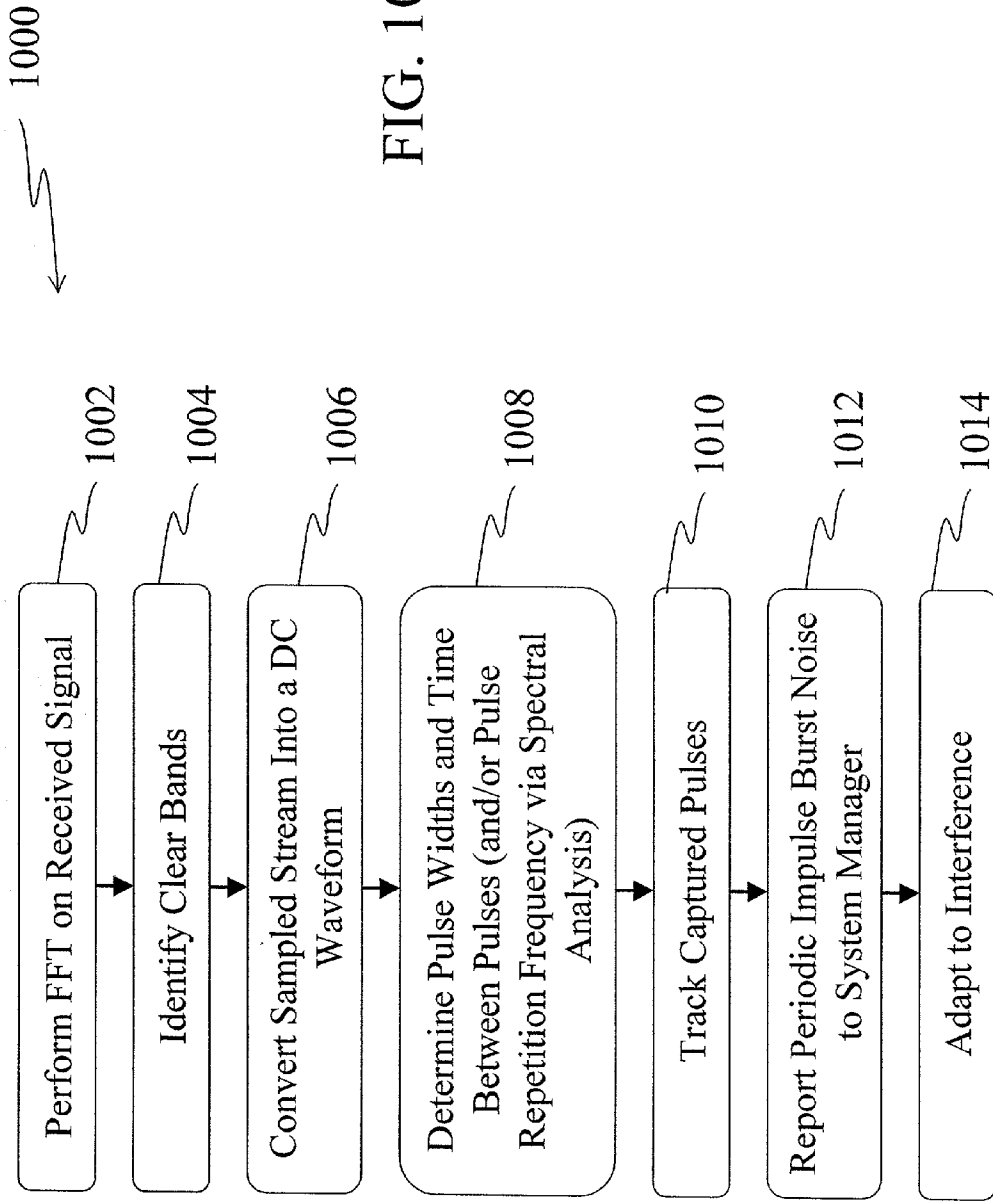 1000
Perform FFT on Received Signal
1002
Identify Clear Bands
1004
Convert Sampled Stream Into a DC
Waveform
1006
Determine Pulse Widths and Time
Between Pulses (and/or Pulse
Repetition Frequency via Spectral
Analysis)
1008
Track Captured Pulses
1010
Report Periodic Impulse Burst Noise
to System Manager
1012
Adapt to Interference
1014
FIG. 10